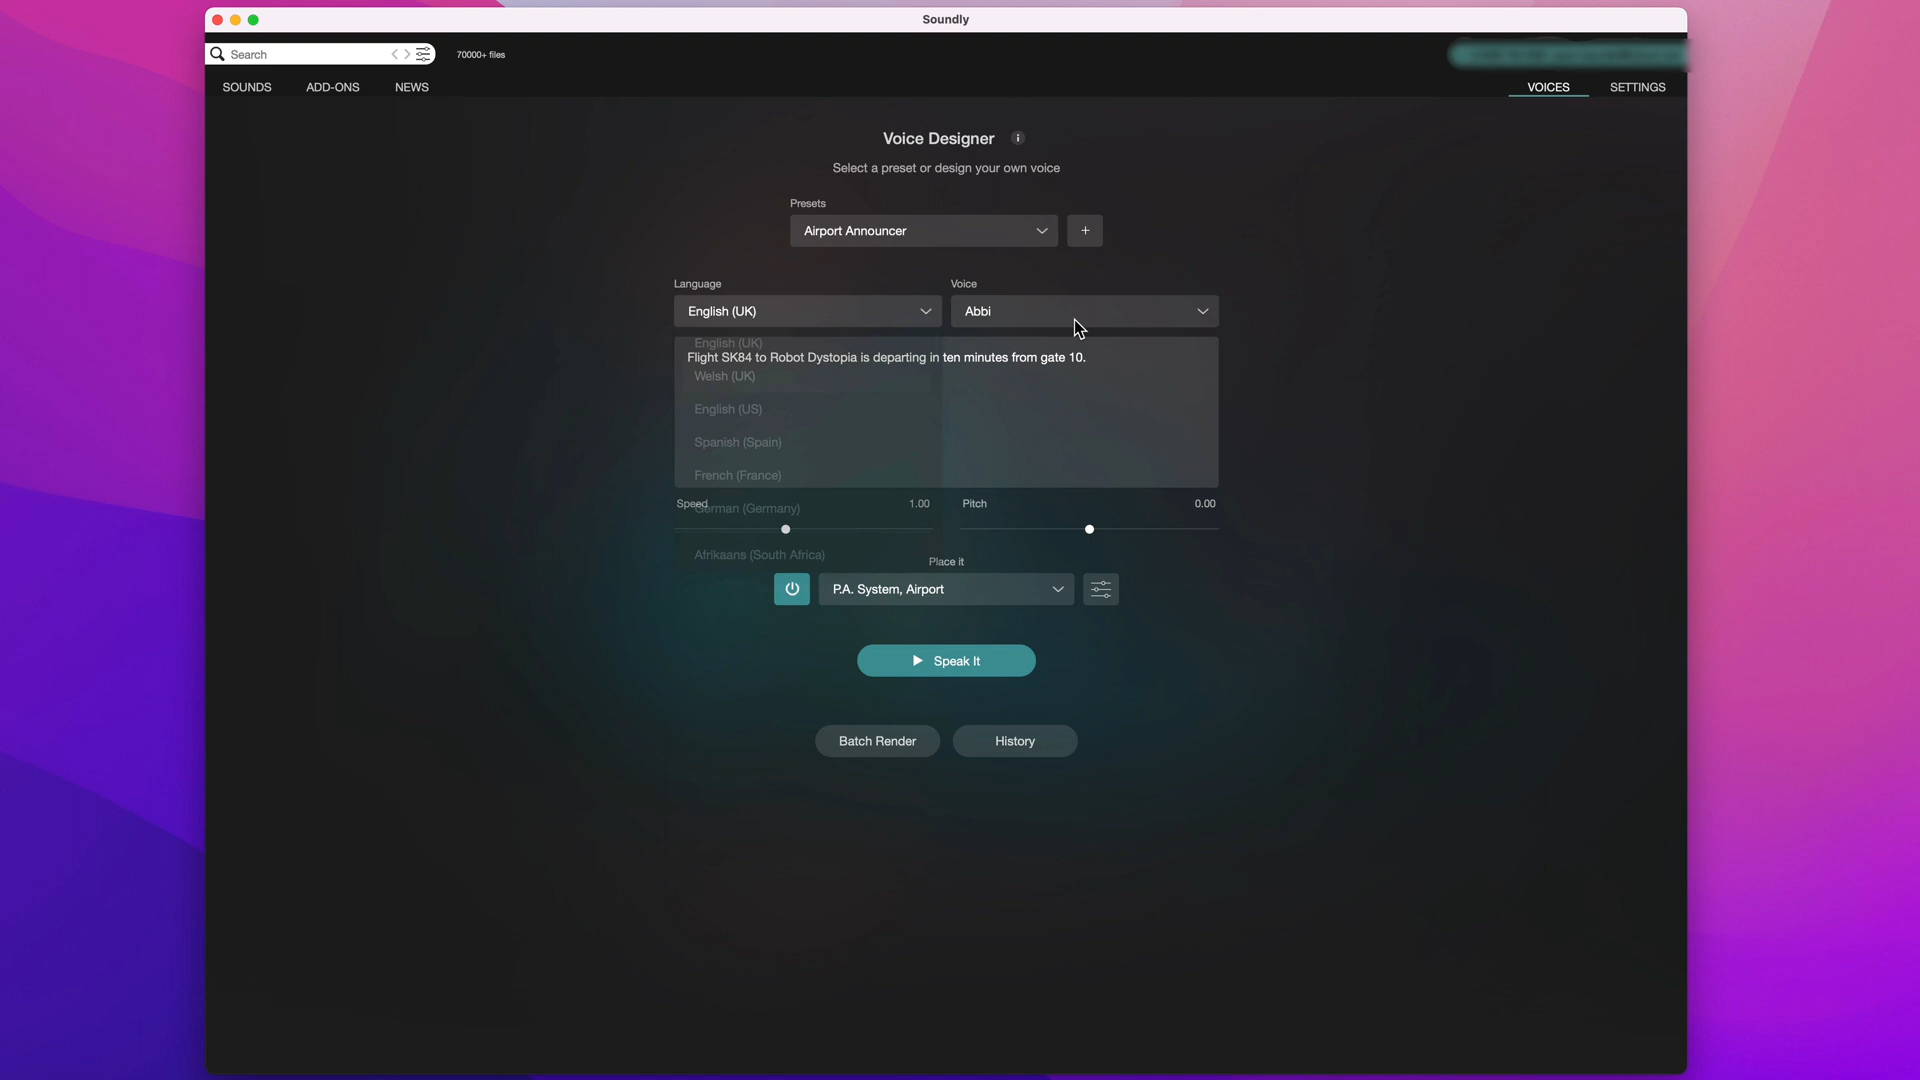 Soundly
Search
70000+ files
SOUNDS ADD-ONS NEWS VOICES SETTINGS
Voice Designer i
Select a preset or design your own voice
Presets
Airport Announcer +
Language Voice
English (UK) Abbi
English (UK)
Flight SK84 to Robot Dystopia is departing in ten minutes from gate 10.
Welsh (UK)
English (US)
Spanish (Spain)
French (France)
Speed 1.00 Pitch 0.00
German (Germany)
Afrikaans (South Africa)
Place it
P.A. System, Airport
Speak It
Batch Render History